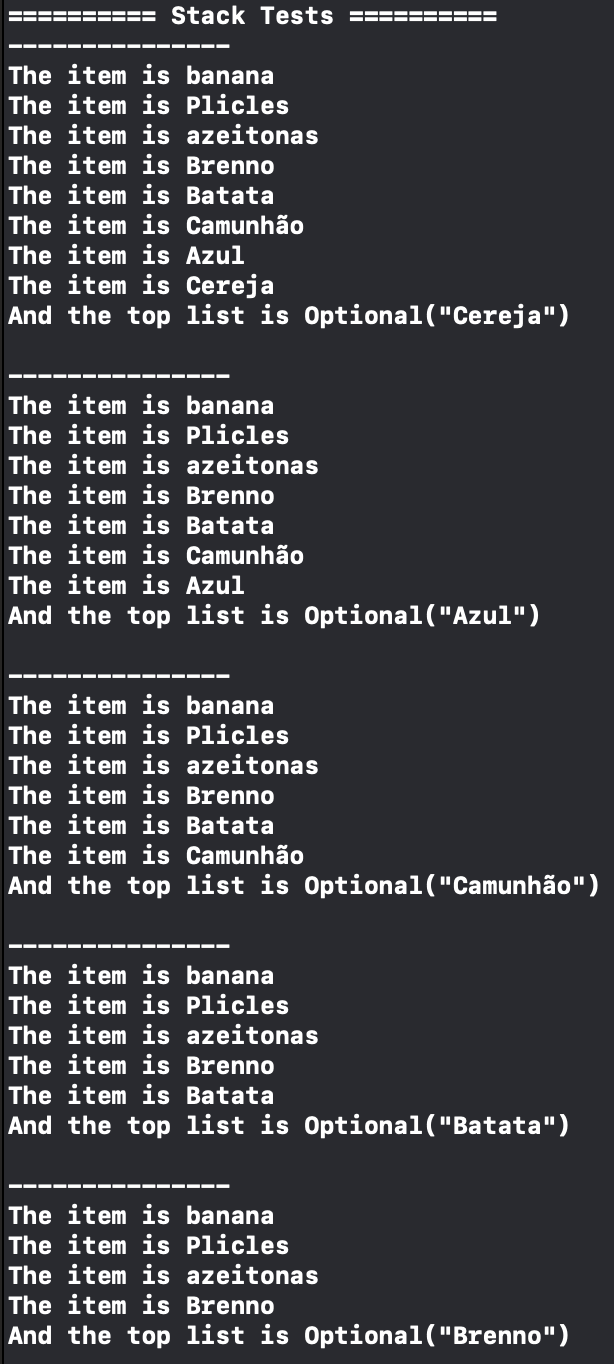 ========== Stack Tests ==========
---------------
The item is banana
The item is Plicles
The item is azeitonas
The item is Brenno
The item is Batata
The item is Camunhão
The item is Azul
The item is Cereja
And the top list is Optional("Cereja")
---------------
The item is banana
The item is Plicles
The item is azeitonas
The item is Brenno
The item is Batata
The item is Camunhão
The item is Azul
And the top list is Optional("Azul")
---------------
The item is banana
The item is Plicles
The item is azeitonas
The item is Brenno
The item is Batata
The item is Camunhão
And the top list is Optional("Camunhão")
---------------
The item is banana
The item is Plicles
The item is azeitonas
The item is Brenno
The item is Batata
And the top list is Optional("Batata")
---------------
The item is banana
The item is Plicles
The item is azeitonas
The item is Brenno
And the top list is Optional("Brenno")